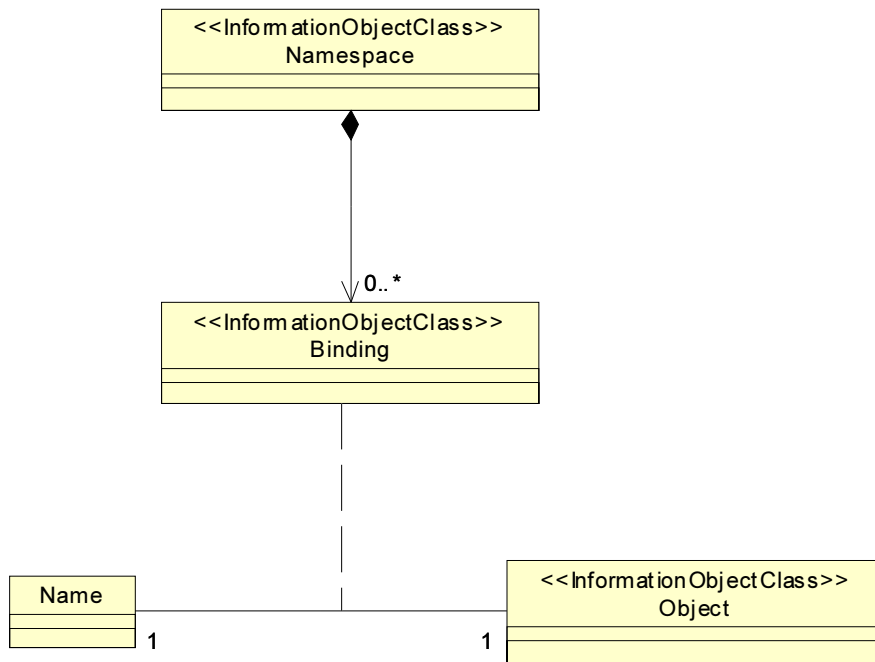 <<InformationObjectClass>>
Namespace
0..*
<<InformationObjectClass>>
Binding
Name
1
1
<<InformationObjectClass>>
Object